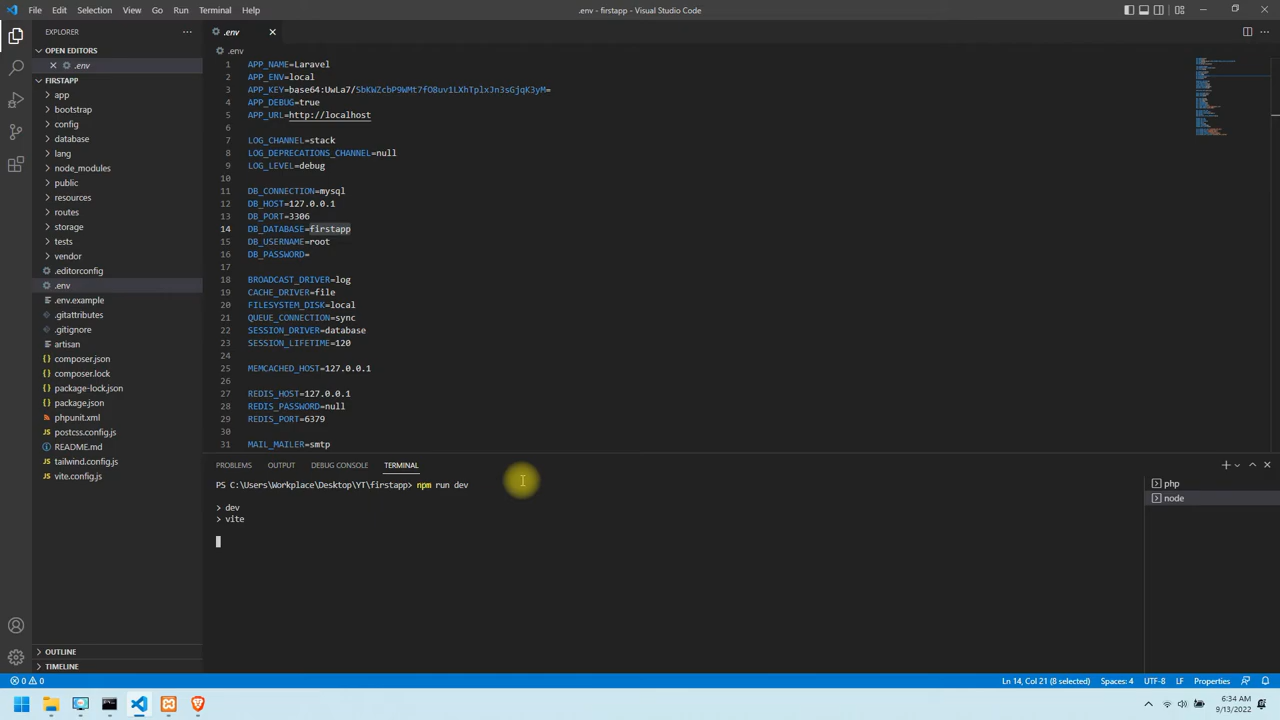 File Edit Selection View Go Run Terminal Help
.env - firstapp - Visual Studio Code
EXPLORER
OPEN EDITORS
.env
FIRSTAPP
app
bootstrap
config
database
lang
node_modules
public
resources
routes
storage
tests
vendor
.editorconfig
.env
.env.example
.gitattributes
.gitignore
artisan
composer.json
composer.lock
package-lock.json
package.json
phpunit.xml
postcss.config.js
README.md
tailwind.config.js
vite.config.js
OUTLINE
TIMELINE
.env
.env
1 APP_NAME=Laravel
2 APP_ENV=local
3 APP_KEY=base64:UwLa7/SbKWZcbP9WMt7fO8uv1LXhTplxJn3sGjqK3yM=
4 APP_DEBUG=true
5 APP_URL=http://localhost
6
7 LOG_CHANNEL=stack
8 LOG_DEPRECATIONS_CHANNEL=null
9 LOG_LEVEL=debug
10
11 DB_CONNECTION=mysql
12 DB_HOST=127.0.0.1
13 DB_PORT=3306
14 DB_DATABASE=firstapp
15 DB_USERNAME=root
16 DB_PASSWORD=
17
18 BROADCAST_DRIVER=log
19 CACHE_DRIVER=file
20 FILESYSTEM_DISK=local
21 QUEUE_CONNECTION=sync
22 SESSION_DRIVER=database
23 SESSION_LIFETIME=120
24
25 MEMCACHED_HOST=127.0.0.1
26
27 REDIS_HOST=127.0.0.1
28 REDIS_PASSWORD=null
29 REDIS_PORT=6379
30
31 MAIL_MAILER=smtp
PROBLEMS OUTPUT DEBUG CONSOLE TERMINAL
PS C:\Users\Workplace\Desktop\YT\firstapp> npm run dev
> dev
> vite
php
node
0 0
Ln 14, Col 21 (8 selected) Spaces: 4 UTF-8 LF Properties
6:34 AM
9/13/2022